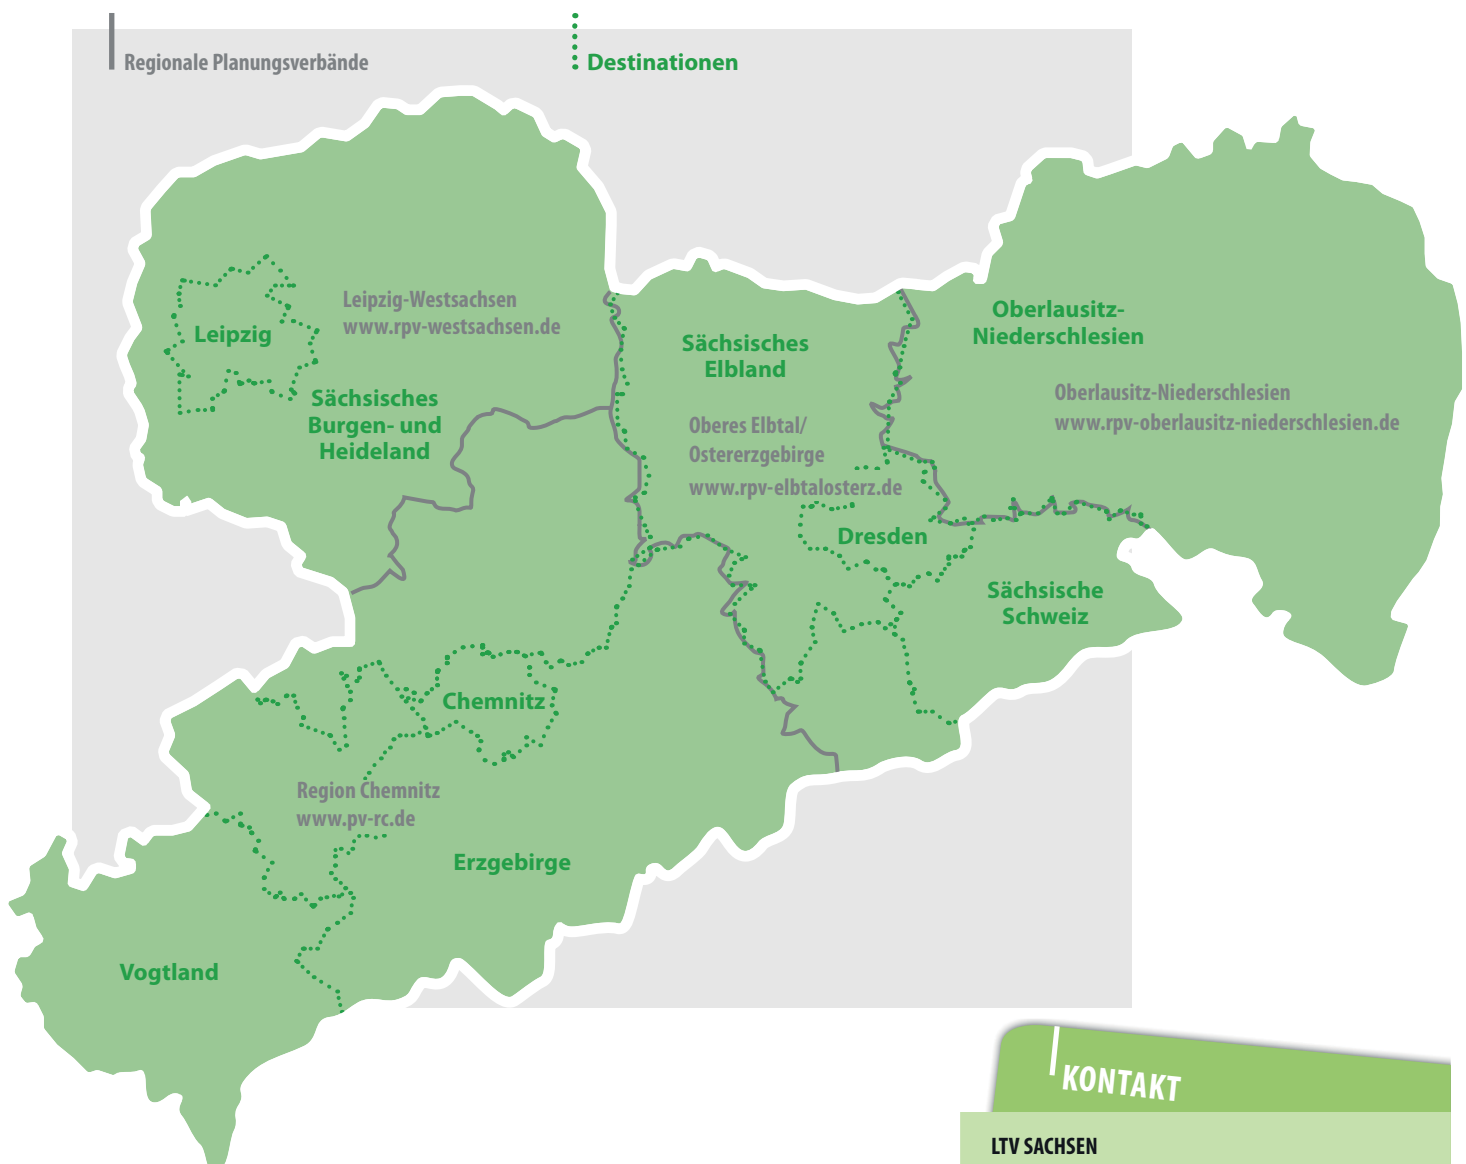 Regionale Planungsverbände
Destinationen
Leipzig-Westsachsen
www.rpv-westsachsen.de
Leipzig
Sächsisches
Burgen- und
Heideland
Sächsisches
Elbland
Oberes Elbtal/
Ostererzgebirge
www.rpv-elbtalosterz.de
Dresden
Oberlausitz-
Niederschlesien
Oberlausitz-Niederschlesien
www.rpv-oberlausitz-niederschlesien.de
Sächsische
Schweiz
Chemnitz
Region Chemnitz
www.pv-rc.de
Erzgebirge
Vogtland
KONTAKT
LTV SACHSEN